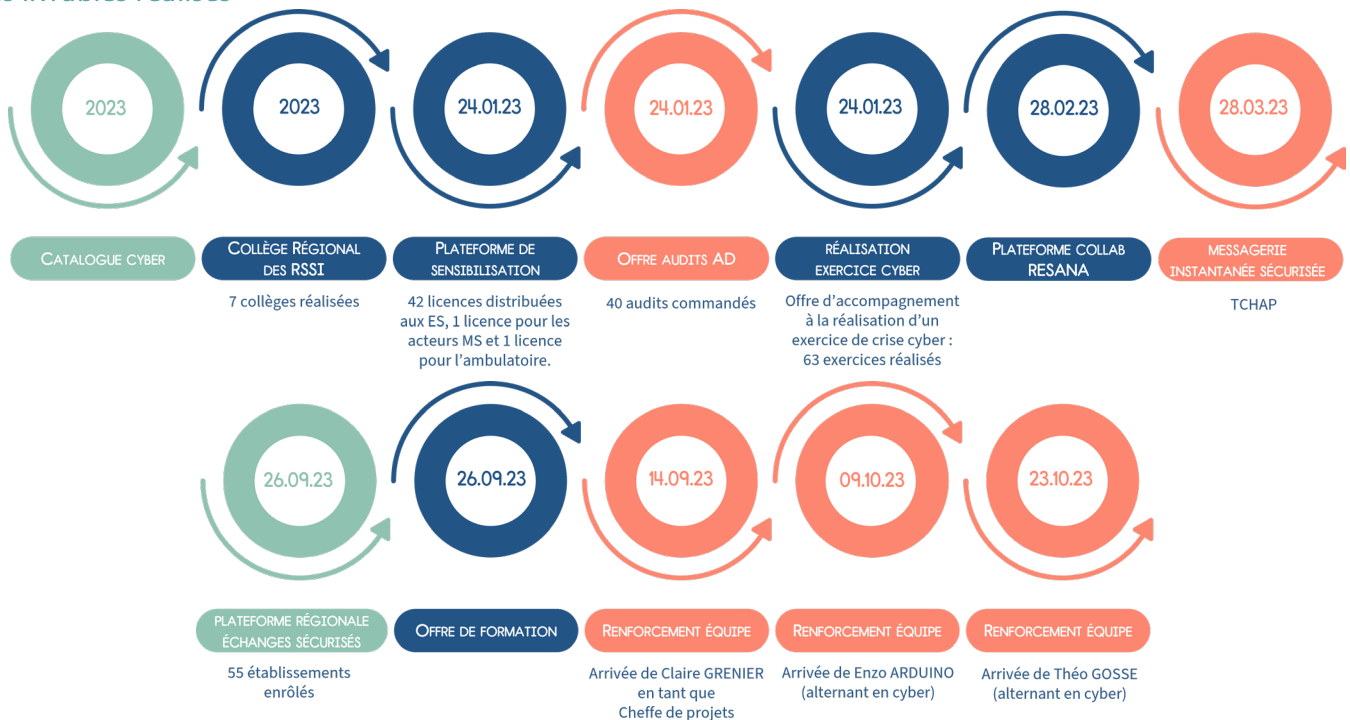 2023
2023
24.01.23
24.01.23
24.01.23
28.02.23
28.03.23
CATALOGUE CYBER
COLLÈGE RÉGIONAL
DES RSSI
7 collèges réalisées
PLATEFORME DE
SENSIBILISATION
42 licences distribuées
aux ES, 1 licence pour les
acteurs MS et 1 licence
pour l'ambulatoire.
OFFRE AUDITS AD
40 audits commandés
RÉALISATION
EXERCICE CYBER
Offre d'accompagnement
à la réalisation d'un
exercice de crise cyber :
63 exercices réalisés
PLATEFORME COLLAB
RESANA
MESSAGERIE
INSTANTANÉE SÉCURISÉE
TCHAP
26.09.23
26.09.23
14.09.23
09.10.23
23.10.23
PLATEFORME RÉGIONALE
ÉCHANGES SÉCURISÉS
55 établissements
enrôlés
OFFRE DE FORMATION
RENFORCEMENT ÉQUIPE
Arrivée de Claire GRENIER
en tant que
Cheffe de projets
RENFORCEMENT ÉQUIPE
Arrivée de Enzo ARDUINO
(alternant en cyber)
RENFORCEMENT ÉQUIPE
Arrivée de Théo GOSSE
(alternant en cyber)